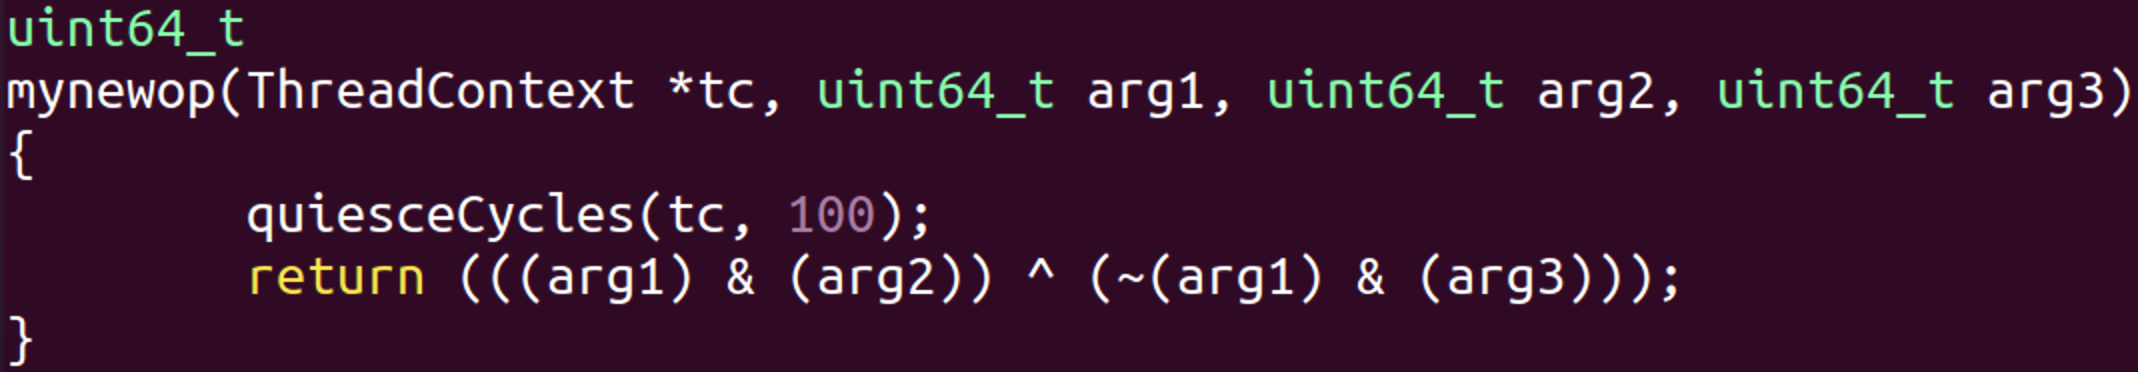 uint64_t
mynewop(ThreadContext *tc, uint64_t arg1, uint64_t arg2, uint64_t arg3)
{
        quiesceCycles(tc, 100);
        return (((arg1) & (arg2)) ^ (~(arg1) & (arg3)));
}